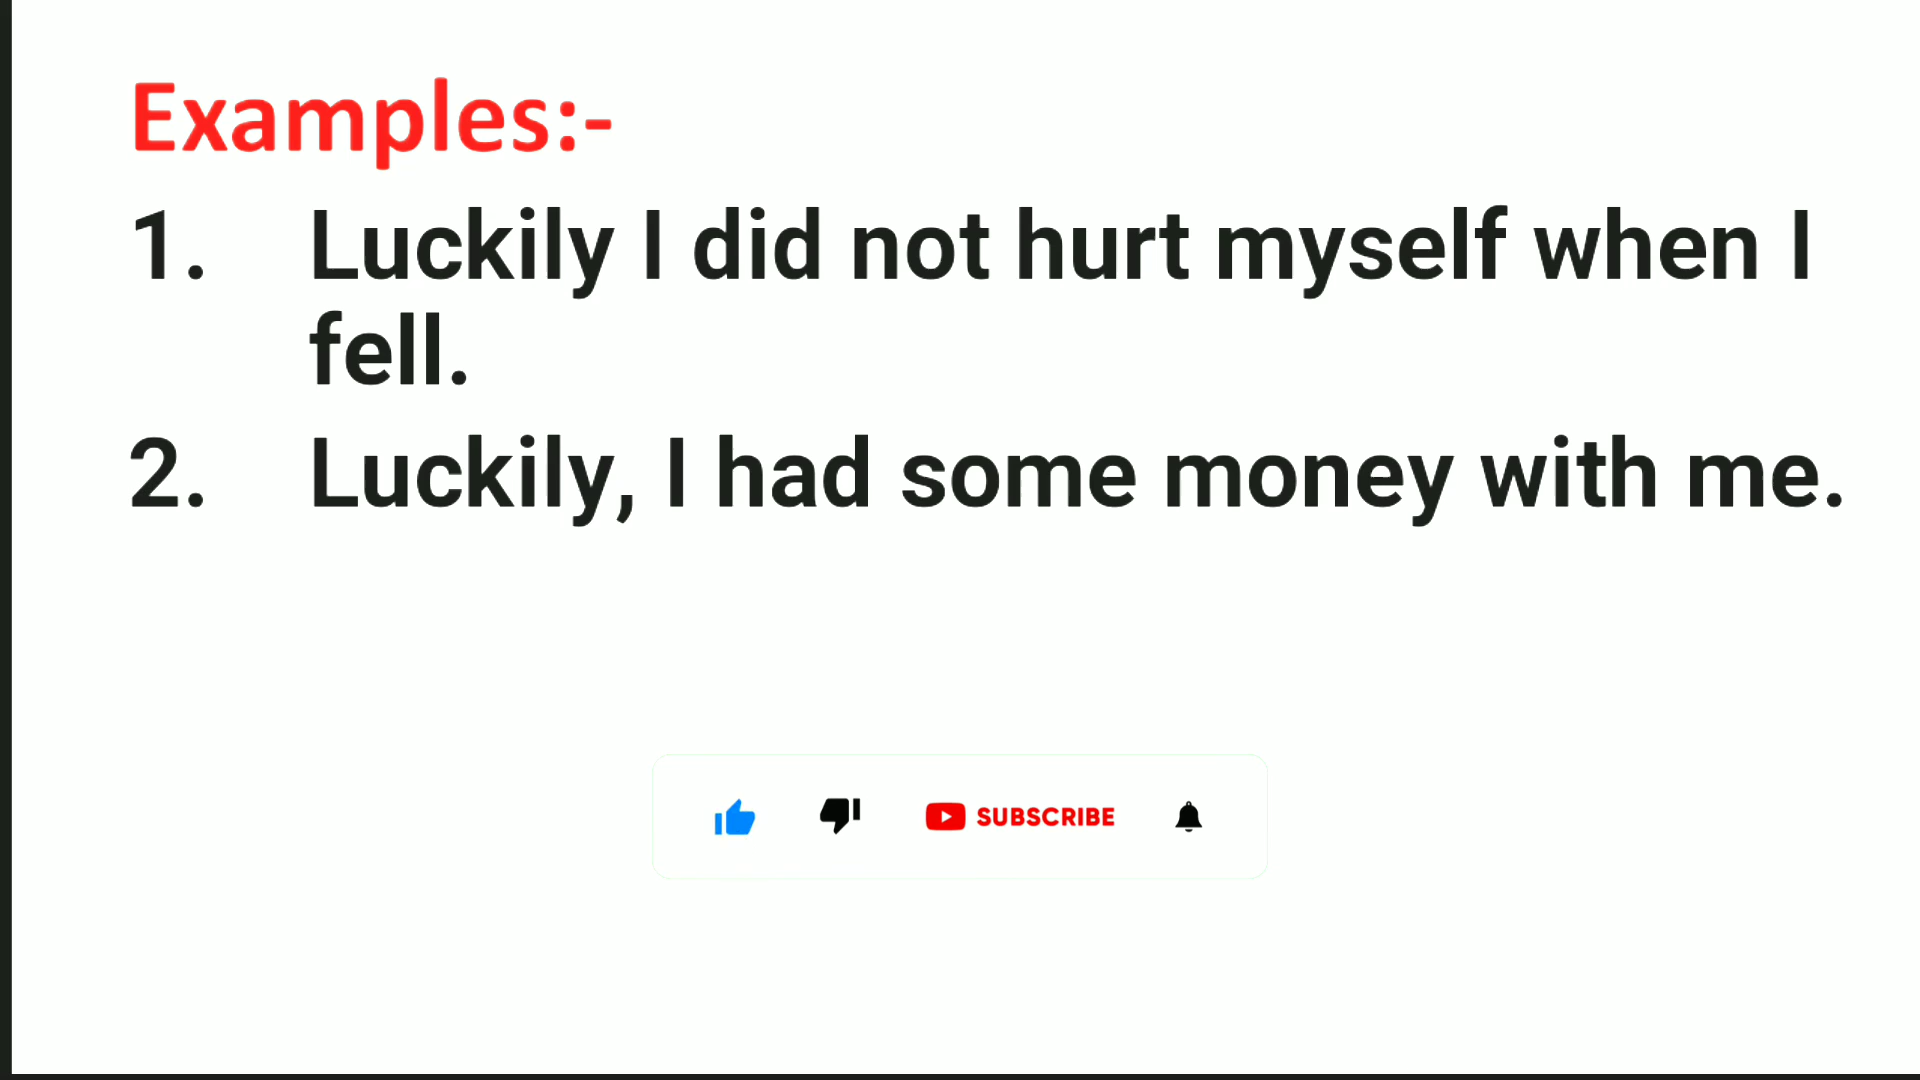 Examples:-
1. Luckily I did not hurt myself when I
fell.
2. Luckily, I had some money with me.
SUBSCRIBE